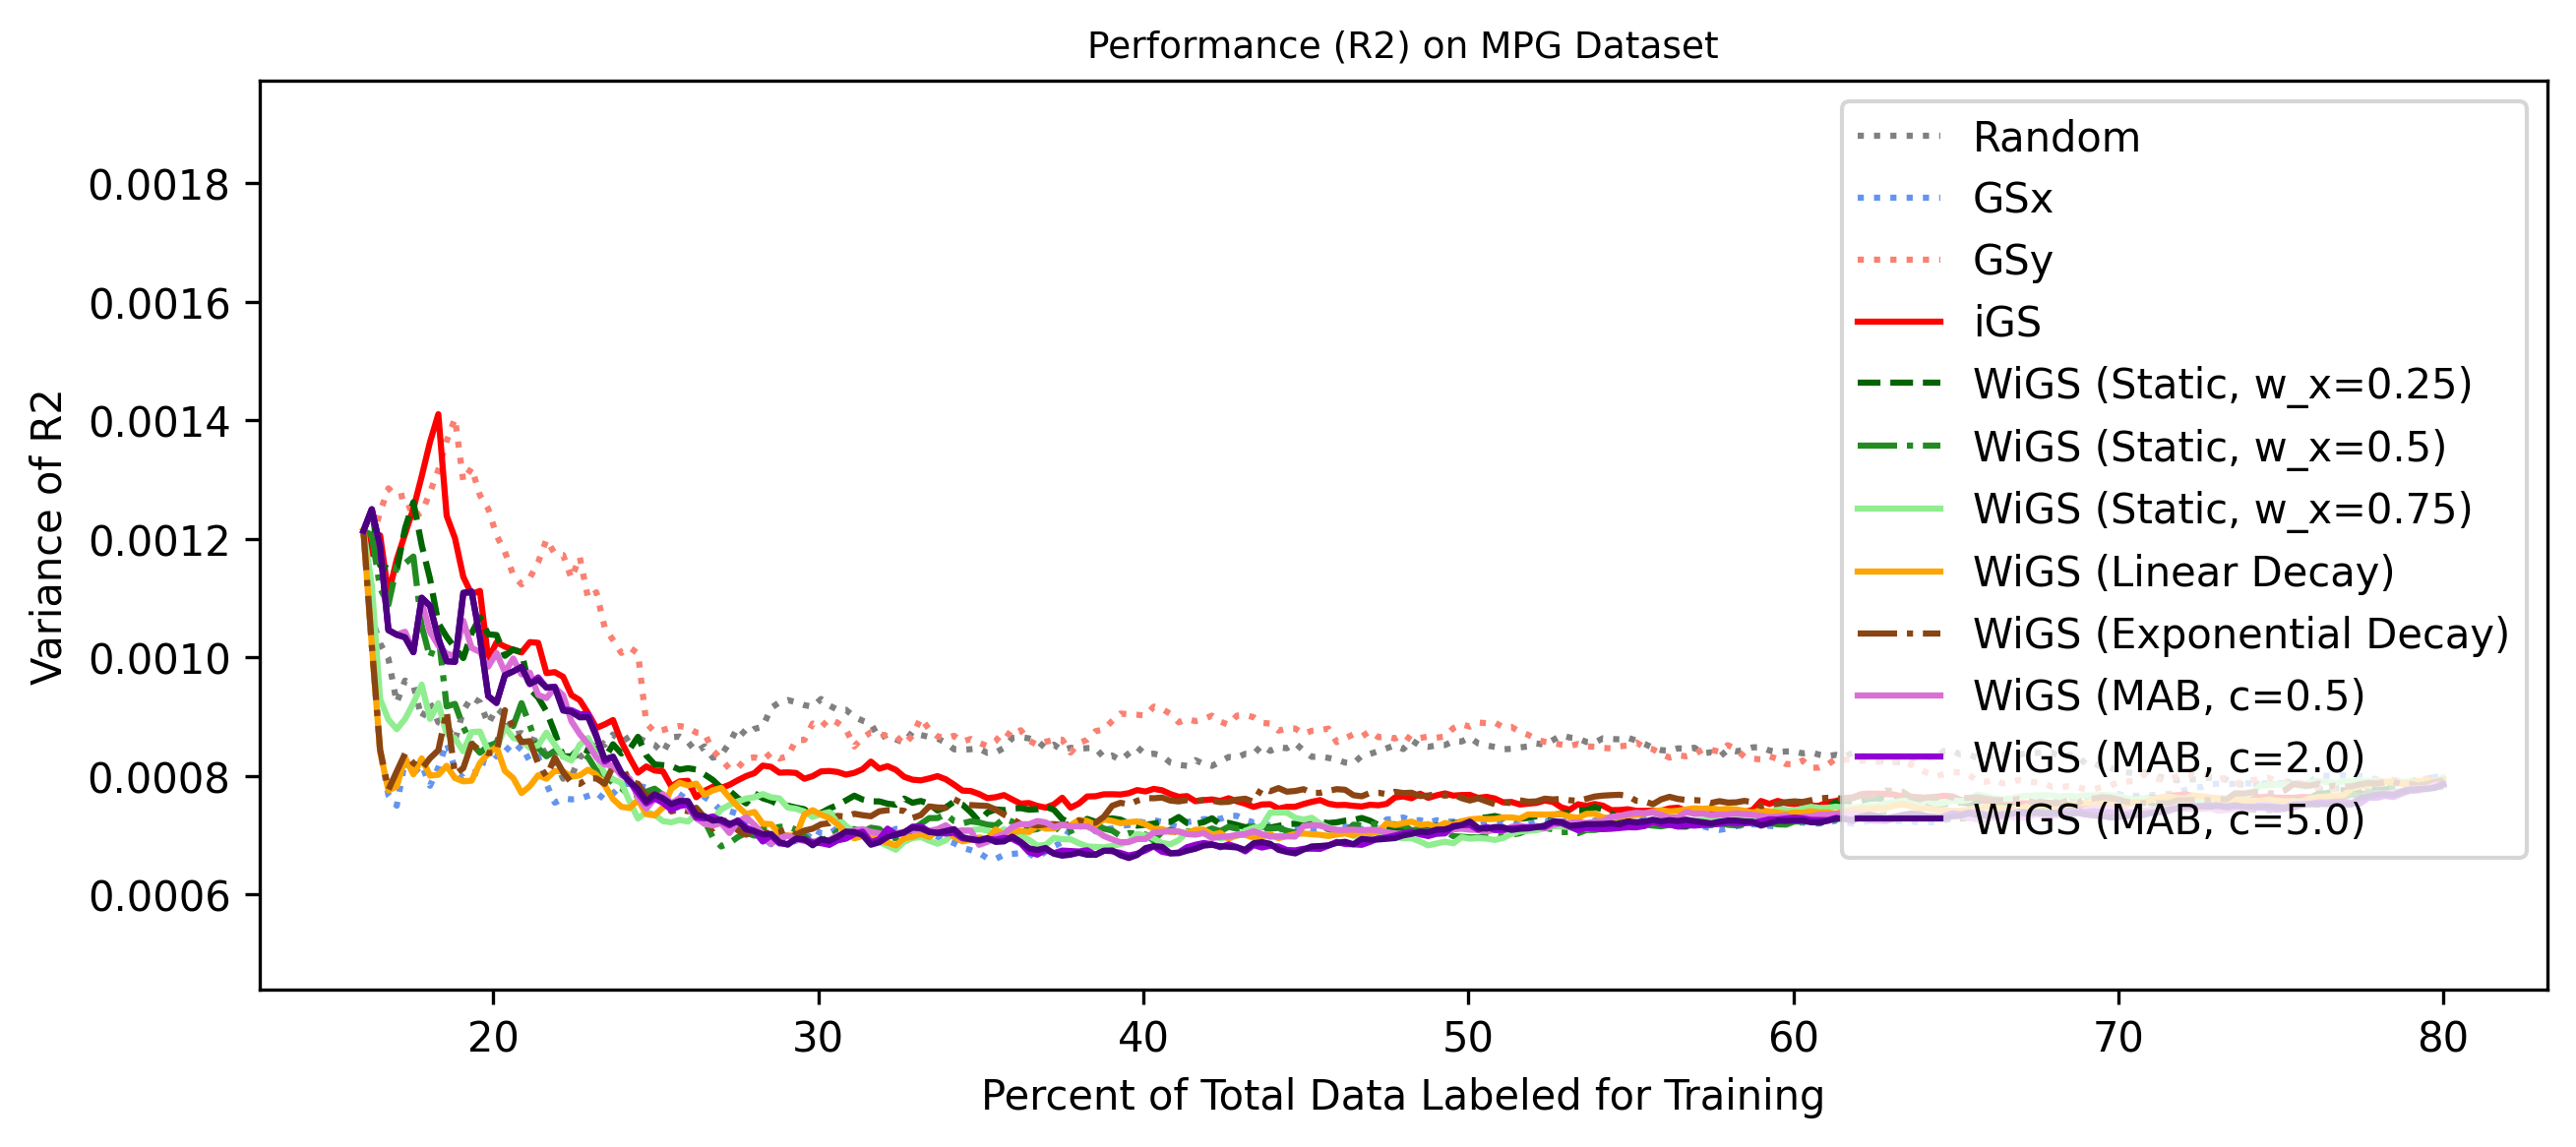 Performance (R2) on MPG Dataset
Variance of R2
0.0018
0.0016
0.0014
0.0012
0.0010
0.0008
0.0006
Random
GSx
GSy
iGS
WiGS (Static, w_x=0.25)
WiGS (Static, w_x=0.5)
WiGS (Static, w_x=0.75)
WiGS (Linear Decay)
WiGS (Exponential Decay)
WiGS (MAB, c=0.5)
WiGS (MAB, c=2.0)
WiGS (MAB, c=5.0)
20 30 40 50 60 70 80
Percent of Total Data Labeled for Training